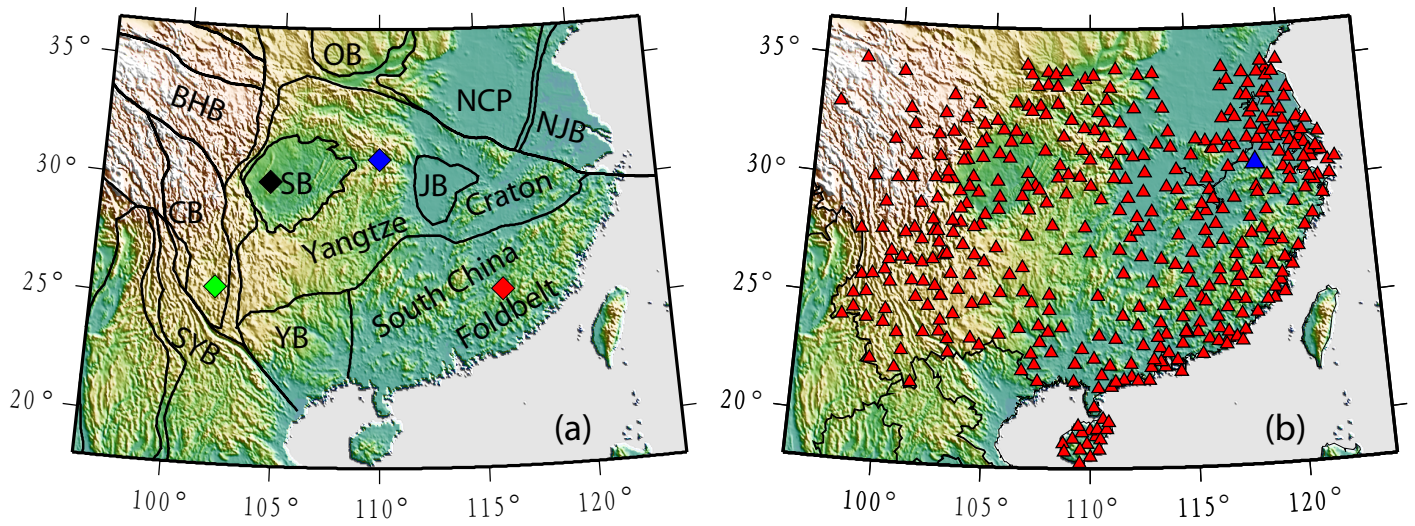 35°
30°
25°
20°
100°
105°
110°
115°
120°
OB
BHB
NCP
NJB
SB
JB
CB
Craton
Yangtze
South China
Foldbelt
YB
SYB
(a)
35°
30°
25°
20°
100°
105°
110°
115°
120°
(b)